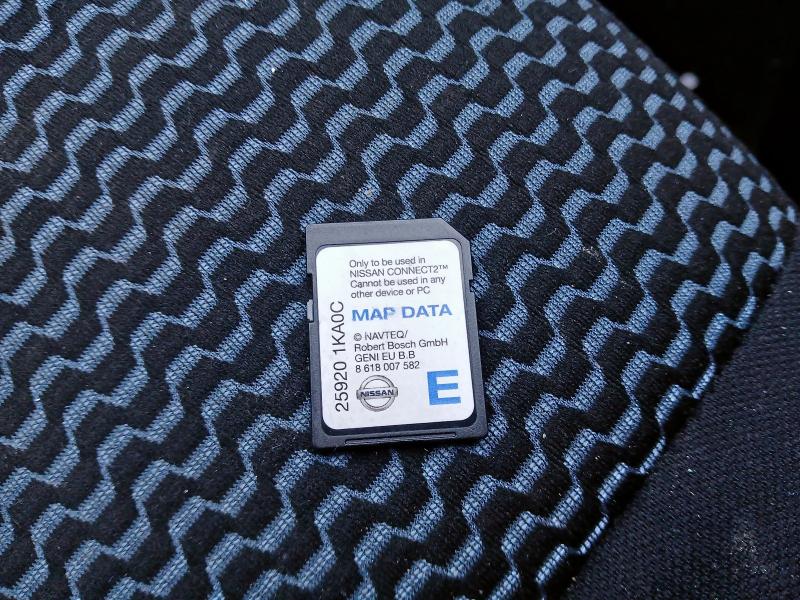 Only to be used in
NISSAN CONNECT2™
Cannot be used in any
other device or PC
MAP DATA
© NAVTEQ/
Robert Bosch GmbH
GENI EU B.B
8 618 007 582
NISSAN
E
25920 1KA0C